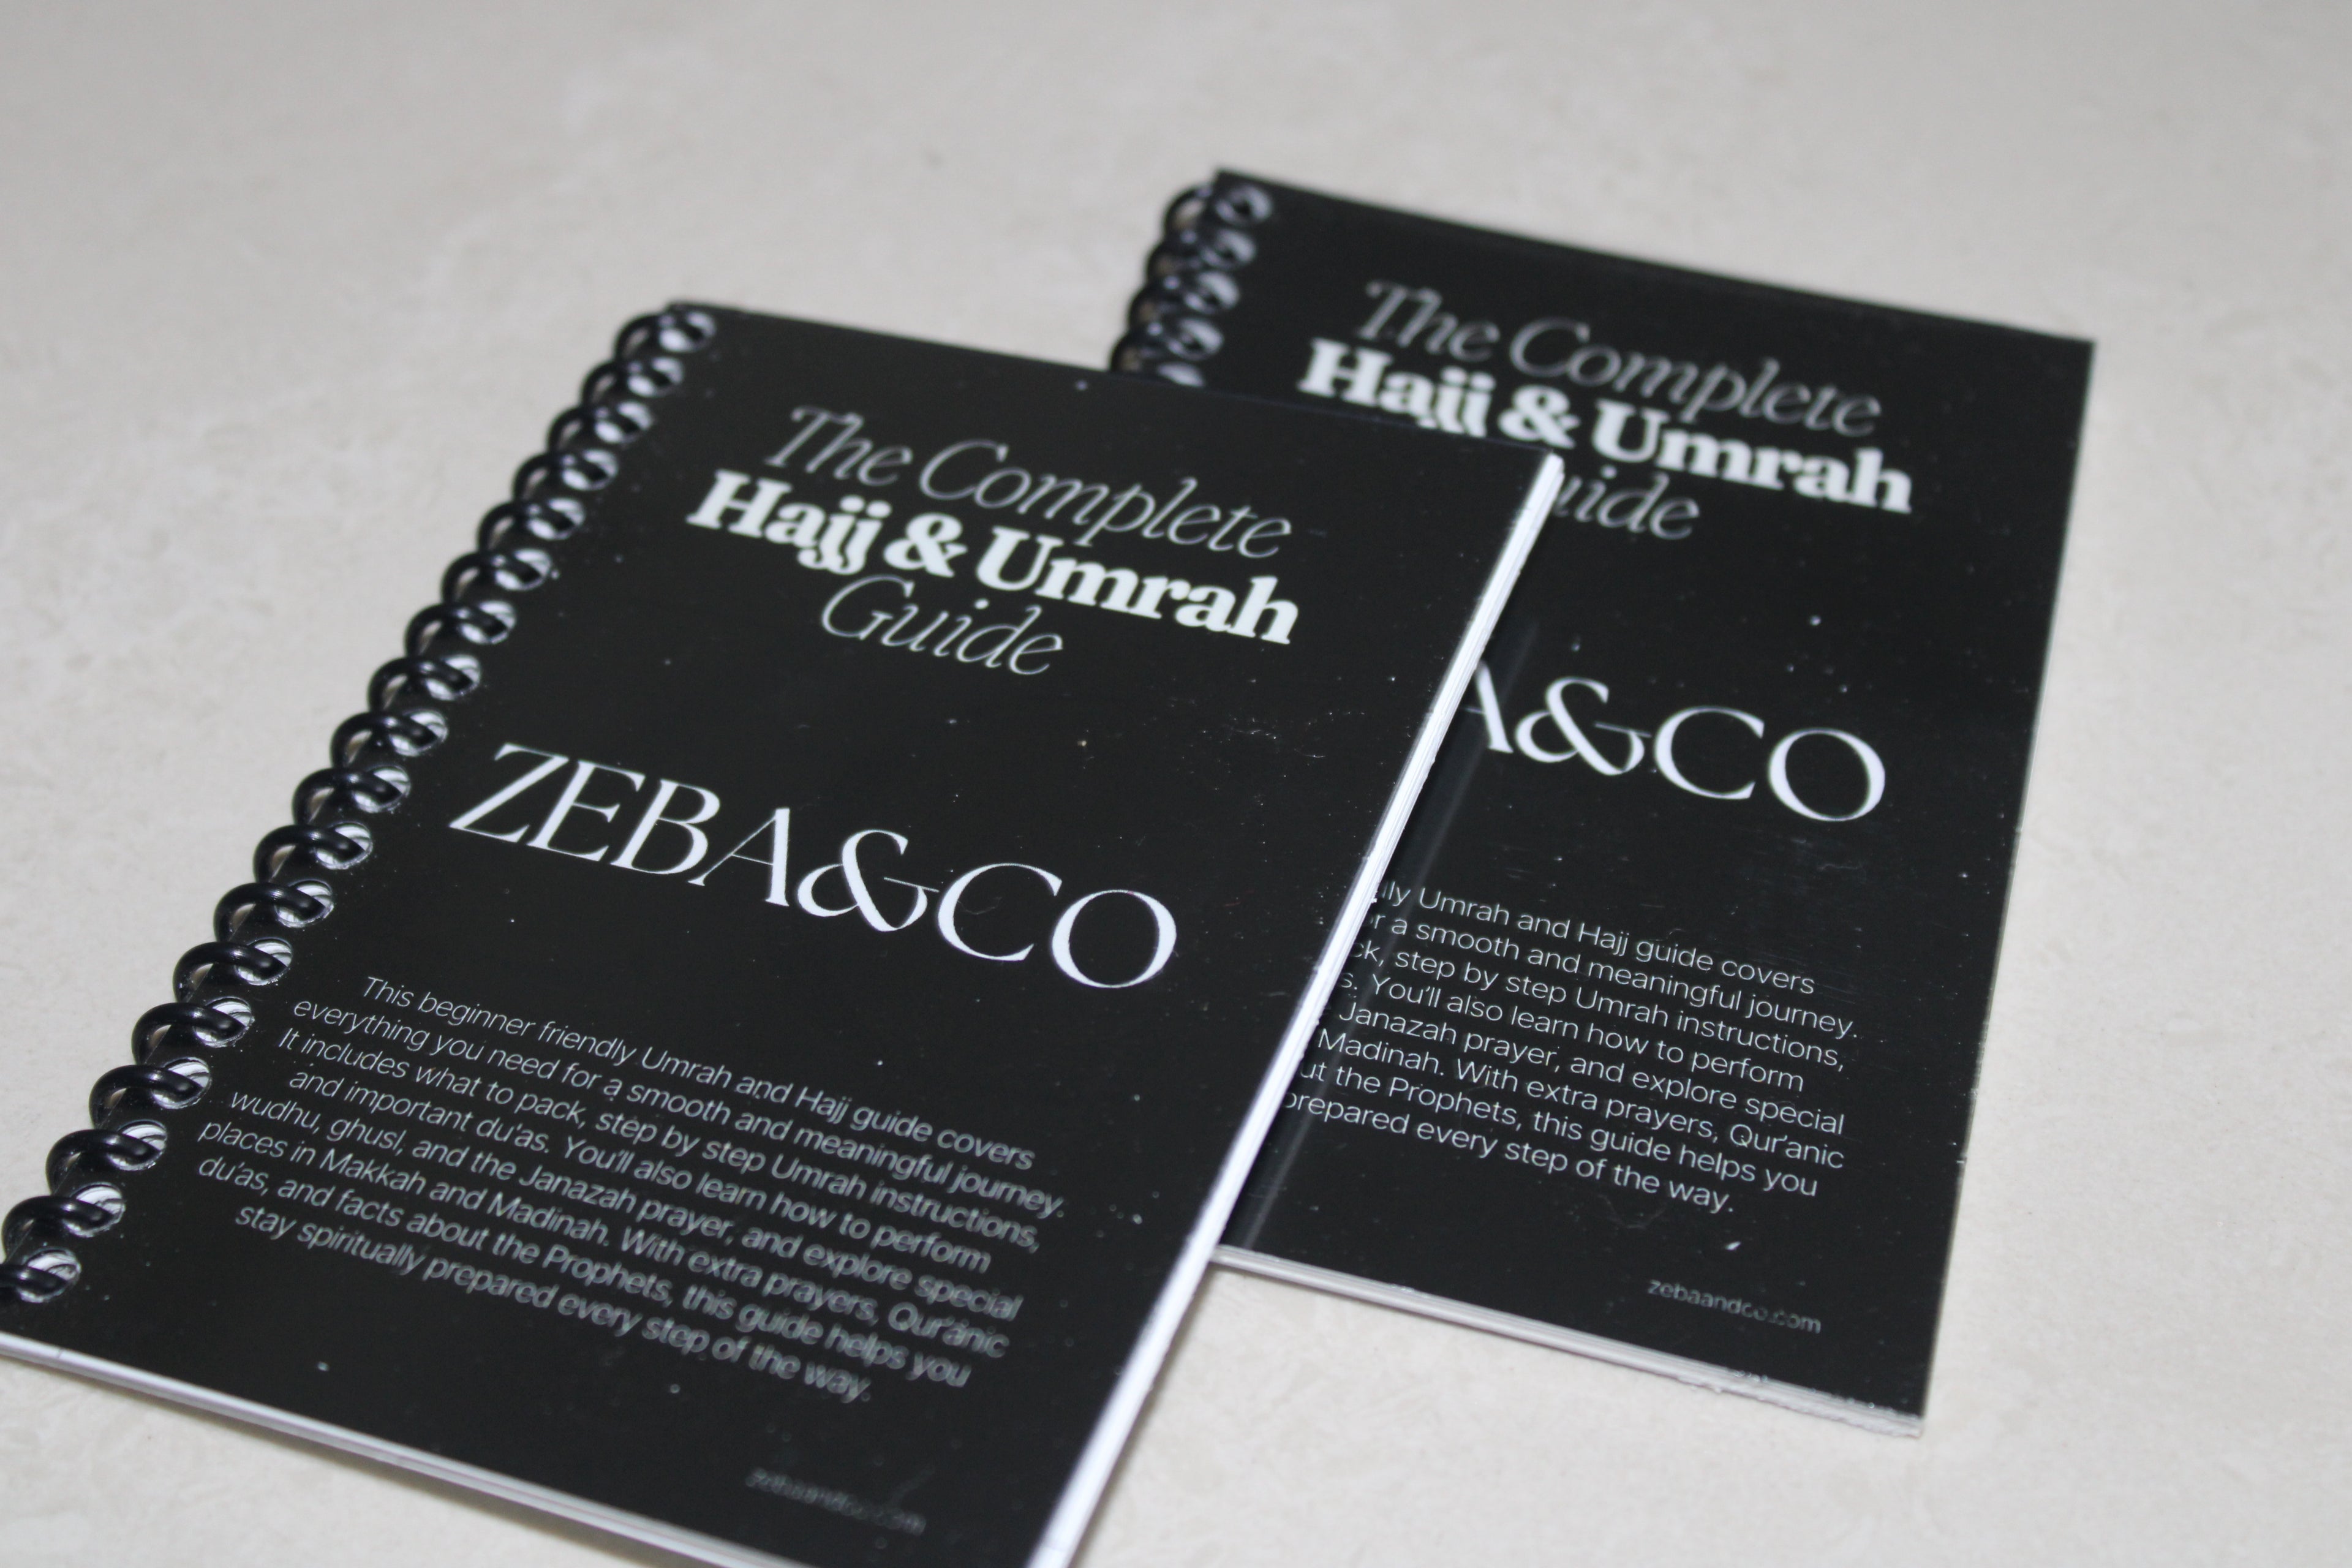 The Complete
Hajj & Umrah
Guide
ZEBA&CO
This beginner friendly Umrah and Hajj guide covers
everything you need for a smooth and meaningful journey.
It includes what to pack, step by step Umrah instructions,
and important du'as. You'll also learn how to perform
wudhu, ghusl, and the Janazah prayer, and explore special
places in Makkah and Madinah. With extra prayers, Qur'anic
du'as, and facts about the Prophets, this guide helps you
stay spiritually prepared every step of the way.
zebaandco.com
The Complete
Hajj & Umrah
uide
A&CO
ily Umrah and Hajj guide covers
r a smooth and meaningful journey.
ck, step by step Umrah instructions,
s. You'll also learn how to perform
Janazah prayer, and explore special
Madinah. With extra prayers, Qur'anic
ut the Prophets, this guide helps you
prepared every step of the way.
zebaandco.com